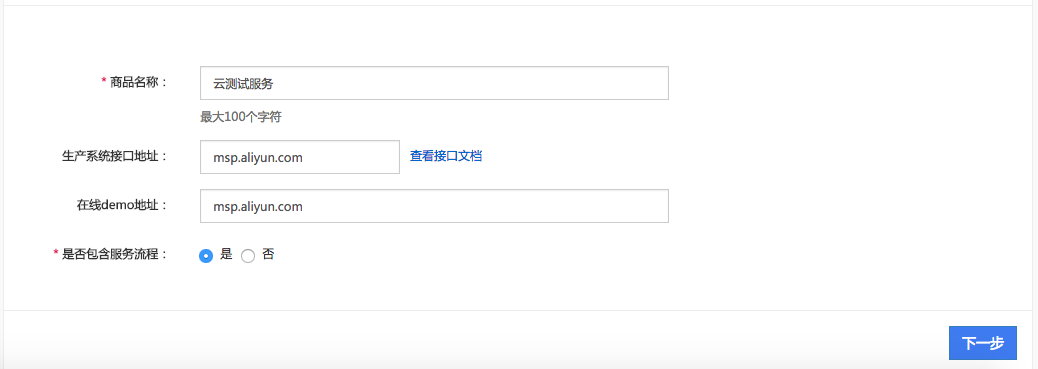 * 商品名称： 云测试服务
最大100个字符
生产系统接口地址： msp.aliyun.com 查看接口文档
在线demo地址： msp.aliyun.com
* 是否包含服务流程： 是 否
下一步